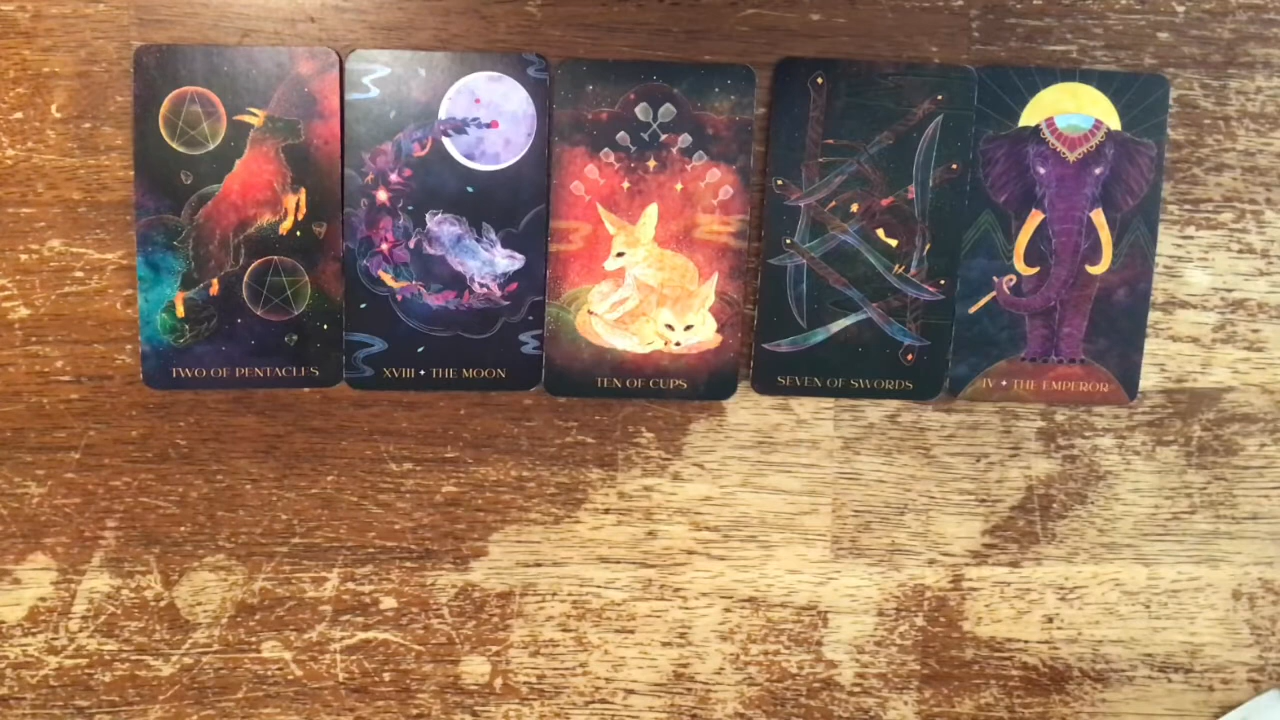 TWO OF PENTACLES
XVIII ✦ THE MOON
TEN OF CUPS
SEVEN OF SWORDS
IV ✦ THE EMPEROR